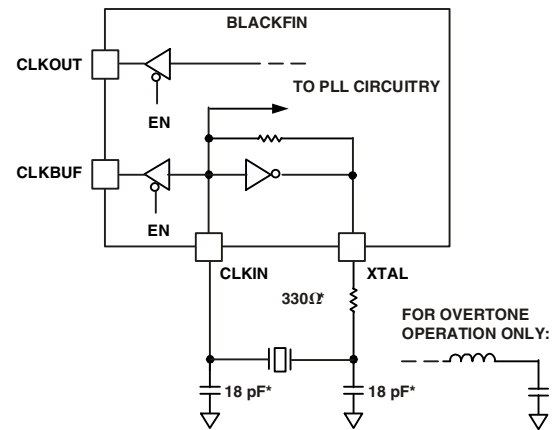 BLACKFIN
CLKOUT
TO PLL CIRCUITRY
EN
CLKBUF
EN
CLKIN
XTAL
330Ω*
FOR OVERTONE
OPERATION ONLY:
18 pF*
18 pF*